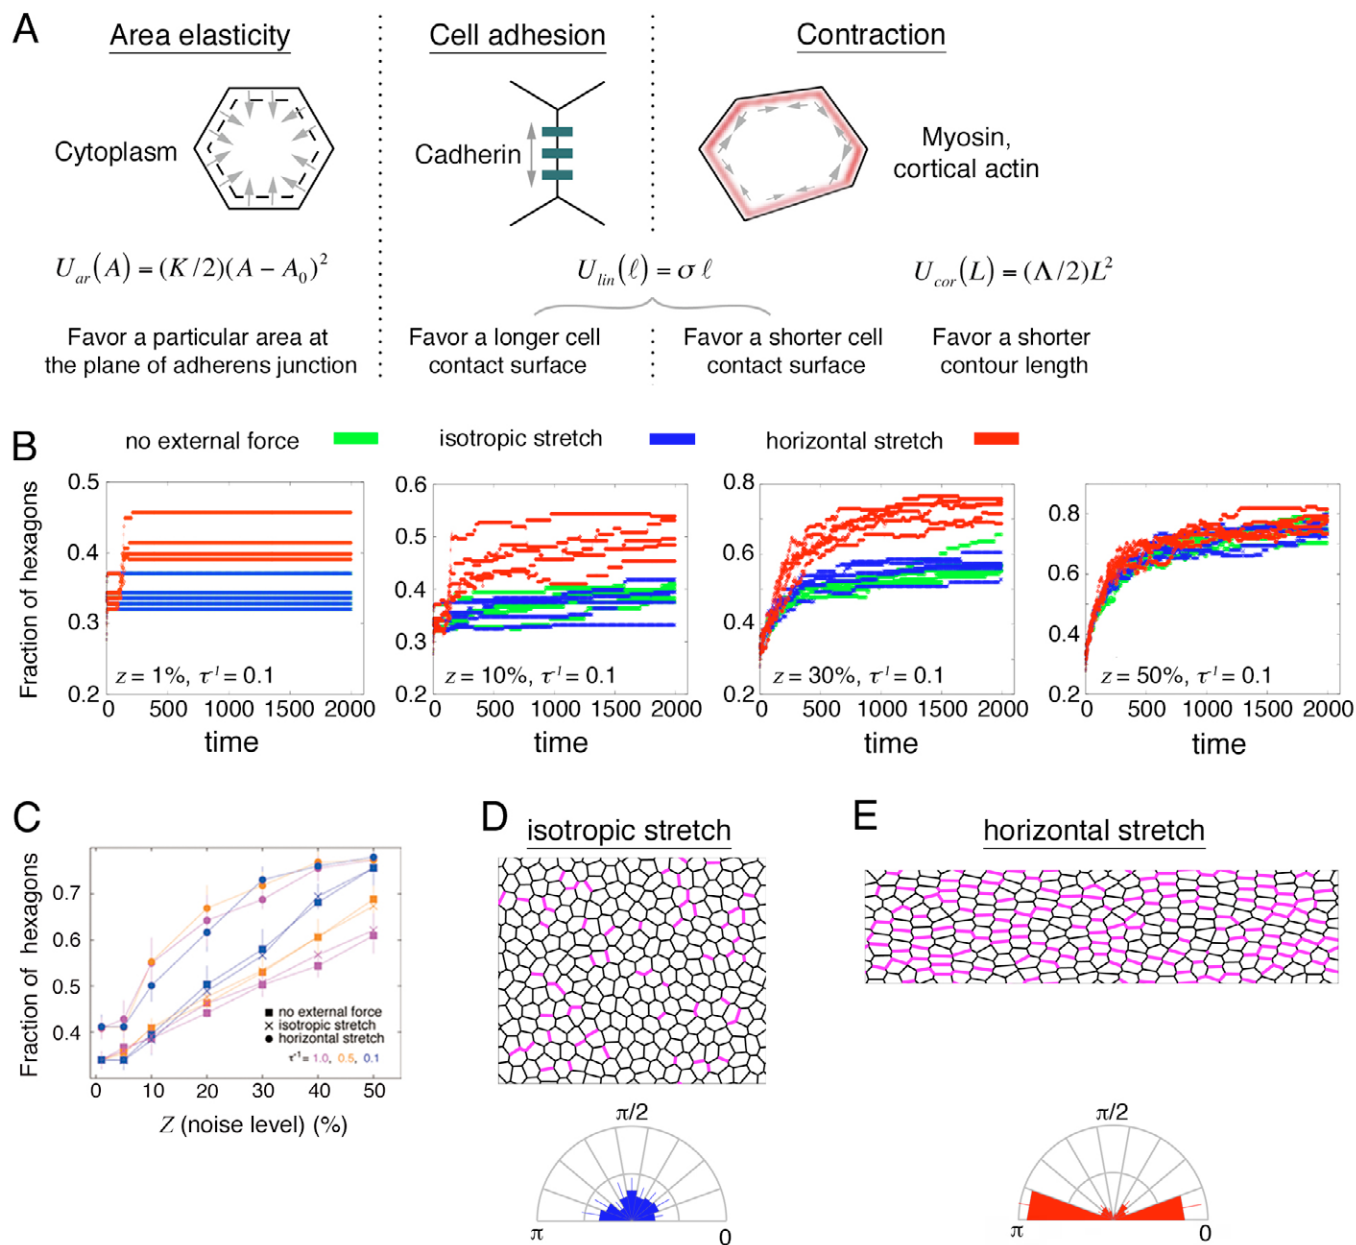 A
Area elasticity
Cell adhesion
Contraction
Cytoplasm
Cadherin
Myosin,
cortical actin
U_ar(A) = (K/2)(A − A_0)^2
U_lin(ℓ) = σ ℓ
U_cor(L) = (Λ/2)L^2
Favor a particular area at
the plane of adherens junction
Favor a longer cell
contact surface
Favor a shorter cell
contact surface
Favor a shorter
contour length
B
no external force
isotropic stretch
horizontal stretch
Fraction of hexagons
0.5
0.4
0.3
0.2
z = 1%, τ^-1 = 0.1
0 500 1000 1500 2000
time
0.6
0.5
0.4
0.3
0.2
z = 10%, τ^-1 = 0.1
0 500 1000 1500 2000
time
0.8
0.6
0.4
0.2
z = 30%, τ^-1 = 0.1
0 500 1000 1500 2000
time
0.8
0.6
0.4
0.2
z = 50%, τ^-1 = 0.1
0 500 1000 1500 2000
time
C
Fraction of hexagons
0.7
0.6
0.5
0.4
no external force
isotropic stretch
horizontal stretch
τ^-1 = 1.0, 0.5, 0.1
0 10 20 30 40 50
Z (noise level) (%)
D
isotropic stretch
π/2
π
0
E
horizontal stretch
π/2
π
0